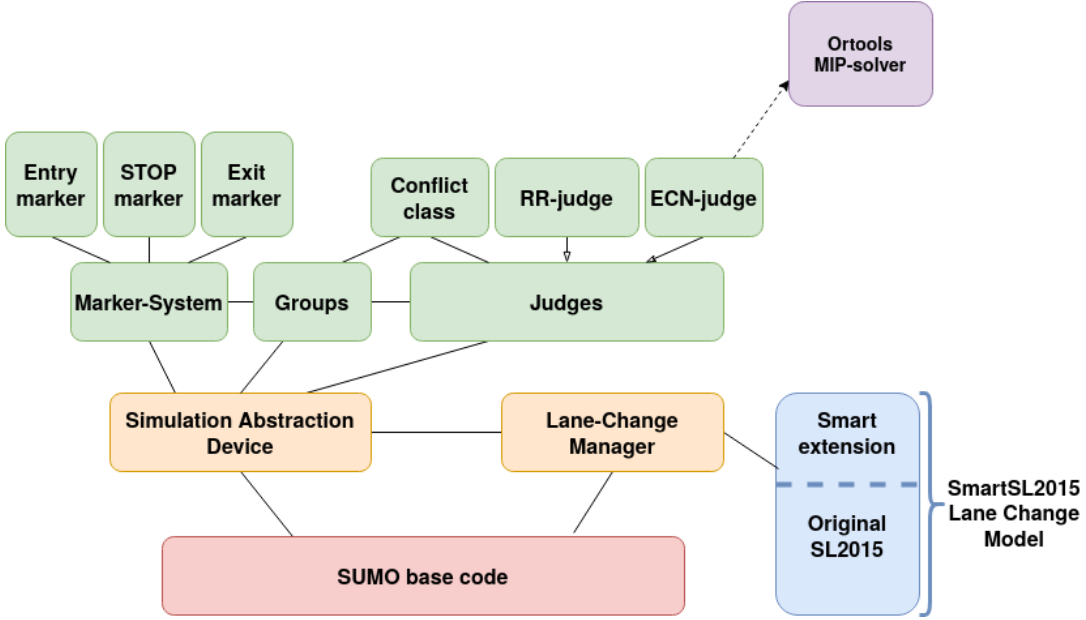 Ortools
MIP-solver
Entry
marker
STOP
marker
Exit
marker
Conflict
class
RR-judge
ECN-judge
Marker-System
Groups
Judges
Simulation Abstraction
Device
Lane-Change
Manager
Smart
extension
Original
SL2015
SmartSL2015
Lane Change
Model
SUMO base code